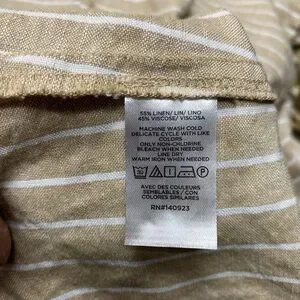 55% LINEN/ LIN/ LINO
45% VISCOSE/ VISCOSA
MACHINE WASH COLD
DELICATE CYCLE WITH LIKE
COLORS
ONLY NON-CHLORINE
BLEACH WHEN NEEDED
LINE DRY
WARM IRON WHEN NEEDED
AVEC DES COULEURS
SEMBLABLES / CON
COLORES SIMILARES
RN#140923